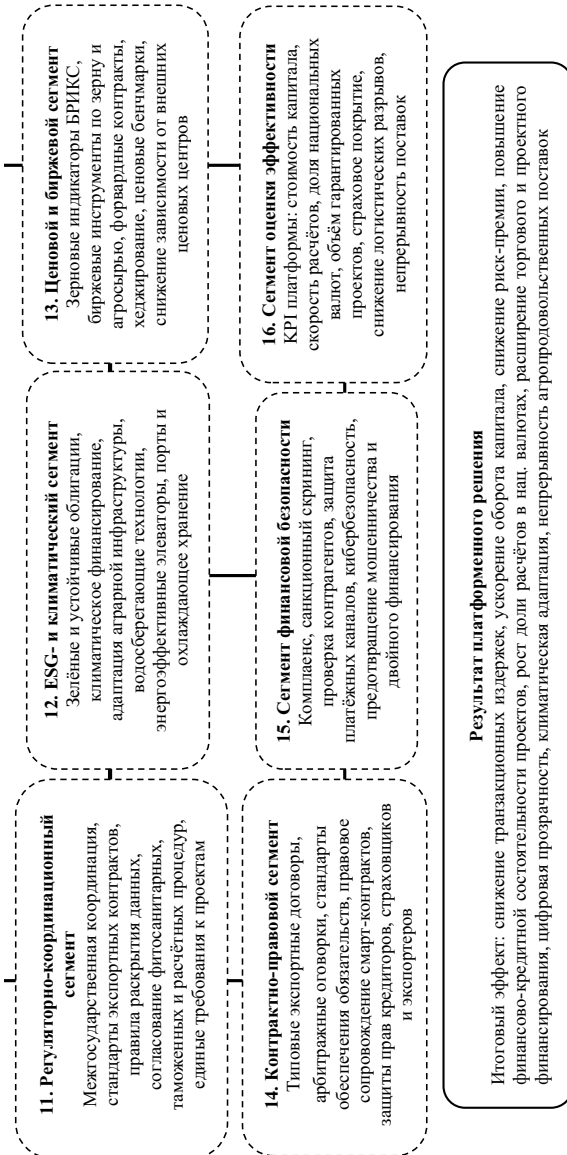 11. Регуляторно-координационный
сегмент
Межгосударственная координация,
стандарты экспортных контрактов,
правила раскрытия данных,
согласование фитосанитарных,
таможенных и расчётных процедур,
единые требования к проектам
12. ESG- и климатический сегмент
Зелёные и устойчивые облигации,
климатическое финансирование,
адаптация аграрной инфраструктуры,
водосберегающие технологии,
энергоэффективные элеваторы, порты и
охлаждающее хранение
13. Ценовой и биржевой сегмент
Зерновые индикаторы БРИКС,
биржевые инструменты по зерну и
агросырью, форвардные контракты,
хеджирование, ценовые бенчмарки,
снижение зависимости от внешних
ценовых центров
14. Контрактно-правовой сегмент
Типовые экспортные договоры,
арбитражные оговорки, стандарты
обеспечения обязательств, правовое
сопровождение смарт-контрактов,
защиты прав кредиторов, страховщиков
и экспортеров
15. Сегмент финансовой безопасности
Комплаенс, санкционный скрининг,
проверка контрагентов, защита
платёжных каналов, кибербезопасность,
предотвращение мошенничества и
двойного финансирования
16. Сегмент оценки эффективности
KPI платформы: стоимость капитала,
скорость расчётов, доля национальных
валют, объём гарантированных
проектов, страховое покрытие,
снижение логистических разрывов,
непрерывность поставок
Результат платформенного решения
Итоговый эффект: снижение транзакционных издержек, ускорение оборота капитала, снижение риск-премии, повышение
финансово-кредитной состоятельности проектов, рост доли расчётов в нац. валютах, расширение торгового и проектного
финансирования, цифровая прозрачность, климатическая адаптация, непрерывность агропродовольственных поставок